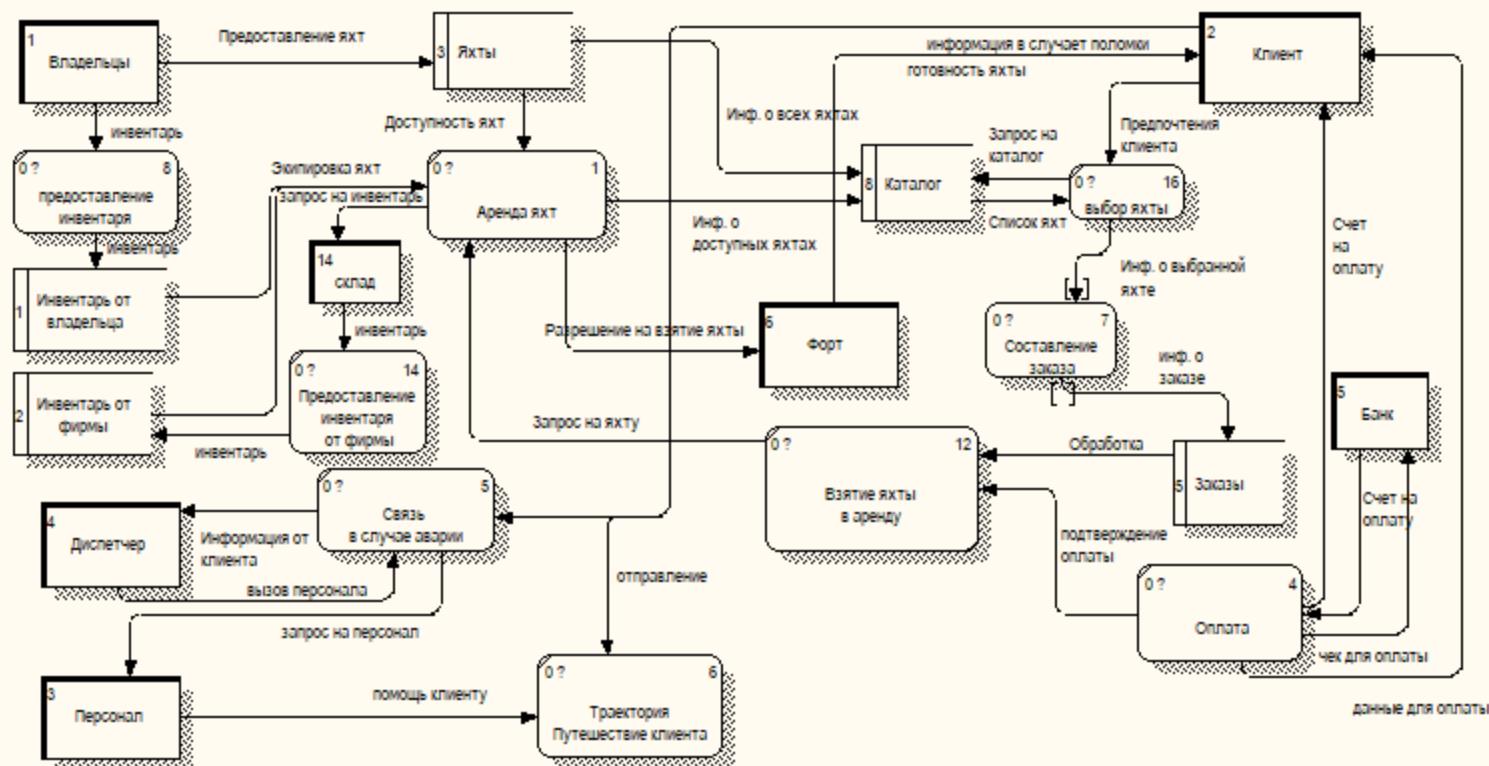 1
Владельцы
Предоставление яхт
3
Яхты
информация в случает поломки
готовность яхты
2
Клиент
инвентарь
Доступность яхт
Инф. о всех яхтах
Запрос на
каталог
Предпочтения
клиента
0 ?
8
предоставление
инвентаря
Экипировка яхт
запрос на инвентарь
0 ?
1
Аренда яхт
8
Каталог
0 ?
16
выбор яхты
Список яхт
Инф. о
доступных яхтах
Счет
на
оплату
инвентарь
14
склад
Инф. о выбранной
яхте
1
Инвентарь от
владельца
инвентарь
Разрешение на взятие яхты
6
Форт
0 ?
7
Составление
заказа
инф. о
заказе
2
Инвентарь от
фирмы
0 ?
14
Предоставление
инвентаря
от фирмы
инвентарь
5
Банк
Запрос на яхту
0 ?
12
Взятие яхты
в аренду
Обработка
5
Заказы
Счет на
оплату
0 ?
5
Связь
в случае аварии
4
Диспетчер
Информация от
клиента
вызов персонала
подтверждение
оплаты
отправление
0 ?
4
Оплата
запрос на персонал
чек для оплаты
3
Персонал
помощь клиенту
0 ?
6
Траектория
Путешествие клиента
данные для оплаты